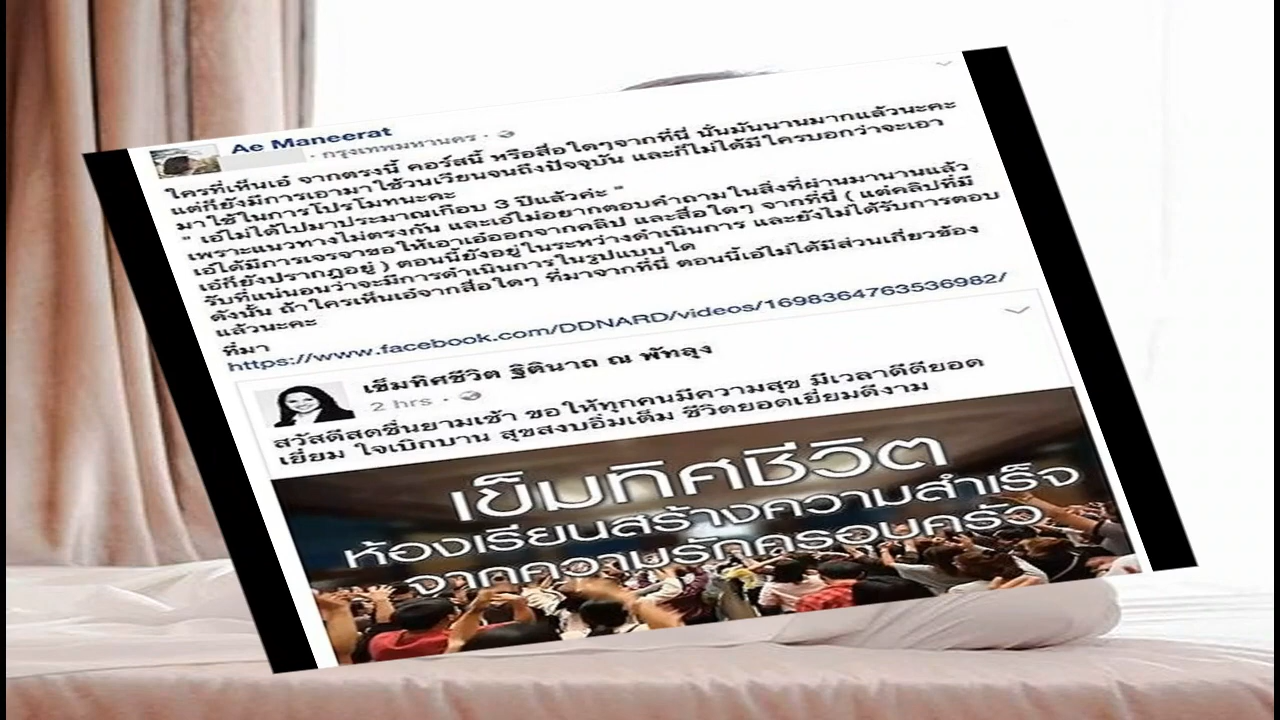 Ae Maneerat
· กรุงเทพมหานคร ·
ใครที่เห็นเอ๋ จากตรงนี้ คอร์สนี้ หรือสื่อใดๆจากที่นี่ นั่นมันนานมากแล้วนะคะ
แต่ก็ยังมีการเอามาใช้วนเวียนจนถึงปัจจุบัน และก็ไม่ได้มีใครบอกว่าจะเอา
มาใช้ในการโปรโมทนะคะ
" เอ๋ไม่ได้ไปมาประมาณเกือบ 3 ปีแล้วค่ะ "
เพราะแนวทางไม่ตรงกัน และเอ๋ไม่อยากตอบคำถามในสิ่งที่ผ่านมานานแล้ว
เอ๋ได้มีการเจรจาขอให้เอาเอ๋ออกจากคลิป และสื่อใดๆ จากที่นี่ ( แต่คลิปที่มี
เอ๋ก็ยังปรากฏอยู่ ) ตอนนี้ยังอยู่ในระหว่างดำเนินการ และยังไม่ได้รับการตอบ
รับที่แน่นอนว่าจะมีการดำเนินการในรูปแบบใด
ดังนั้น ถ้าใครเห็นเอ๋จากสื่อใดๆ ที่มาจากที่นี่ ตอนนี้เอ๋ไม่ได้มีส่วนเกี่ยวข้อง
แล้วนะคะ
ที่มา
https://www.facebook.com/DDNARD/videos/1698364763536982/
เข็มทิศชีวิต ฐิตินาถ ณ พัทลุง
2 hrs ·
สวัสดีสดชื่นยามเช้า ขอให้ทุกคนมีความสุข มีเวลาดีดียอด
เยี่ยม ใจเบิกบาน สุขสงบอิ่มเต็ม ชีวิตยอดเยี่ยมดีงาม
เข็มทิศชีวิต
ห้องเรียนสร้างความสำเร็จ
จากความรักครอบครัว